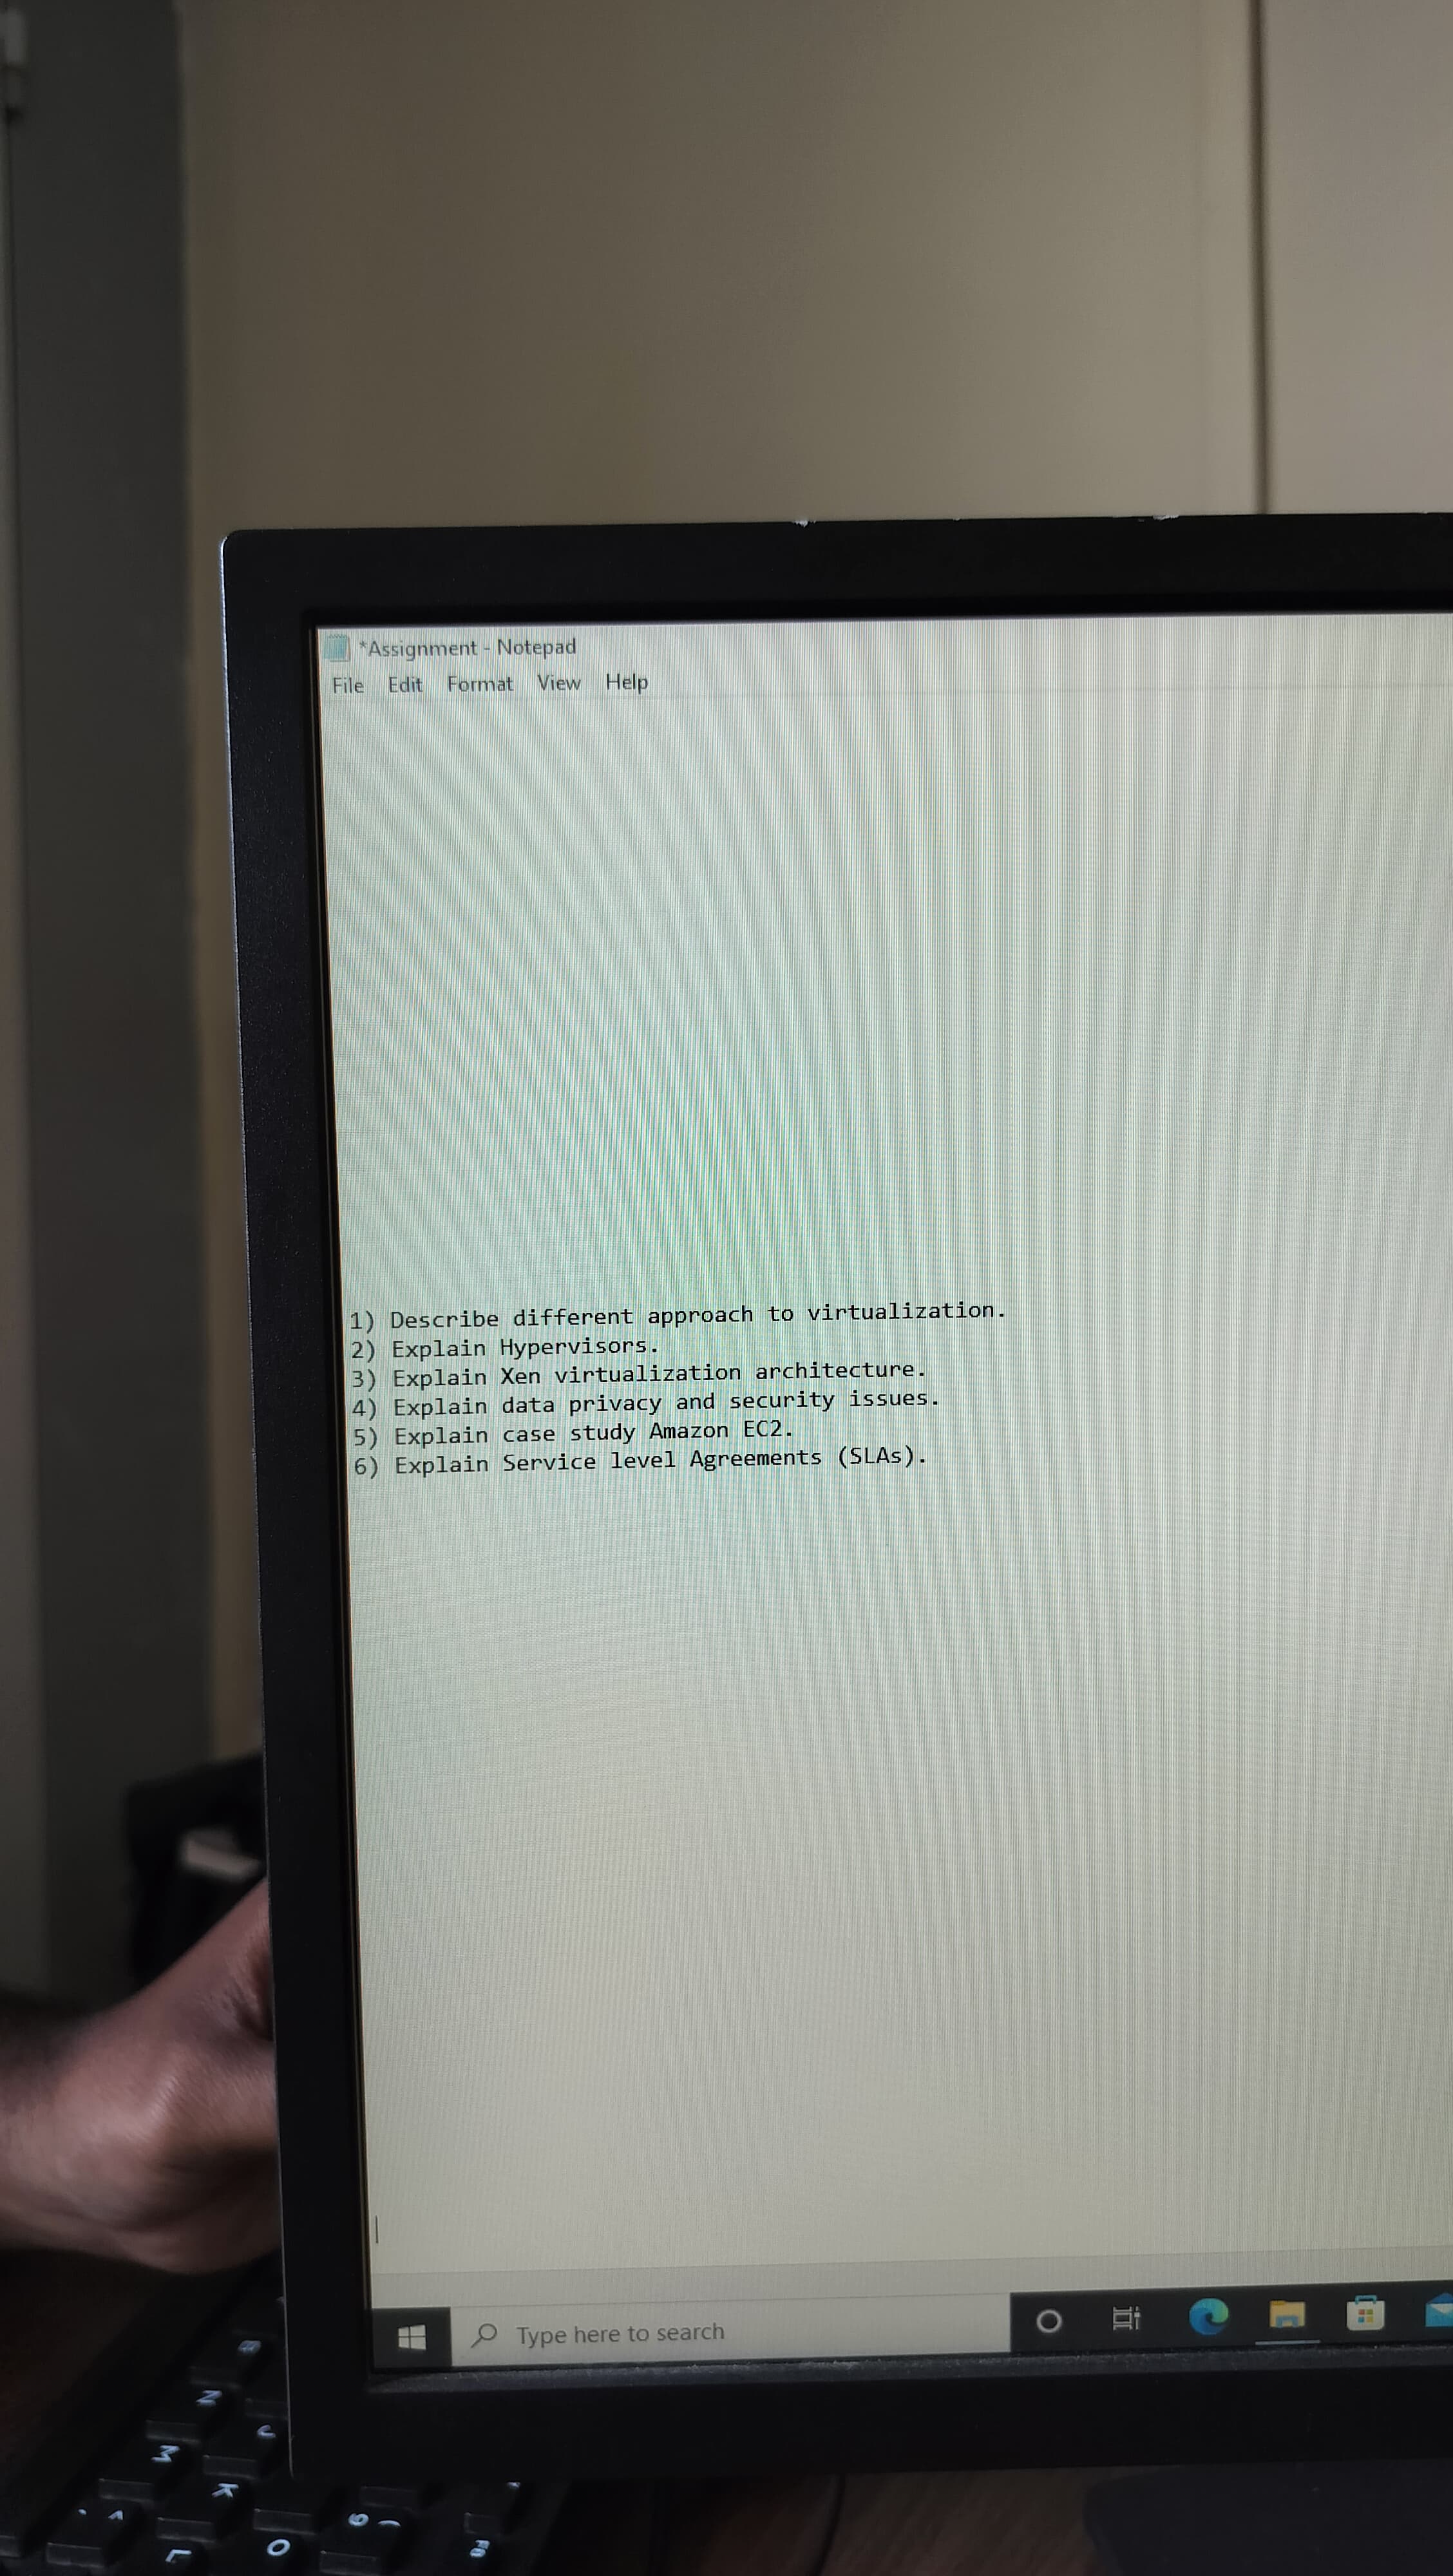 *Assignment - Notepad
File Edit Format View Help
1) Describe different approach to virtualization.
2) Explain Hypervisors.
3) Explain Xen virtualization architecture.
4) Explain data privacy and security issues.
5) Explain case study Amazon EC2.
6) Explain Service level Agreements (SLAs).
Type here to search
N
M
K
L
O
9 (